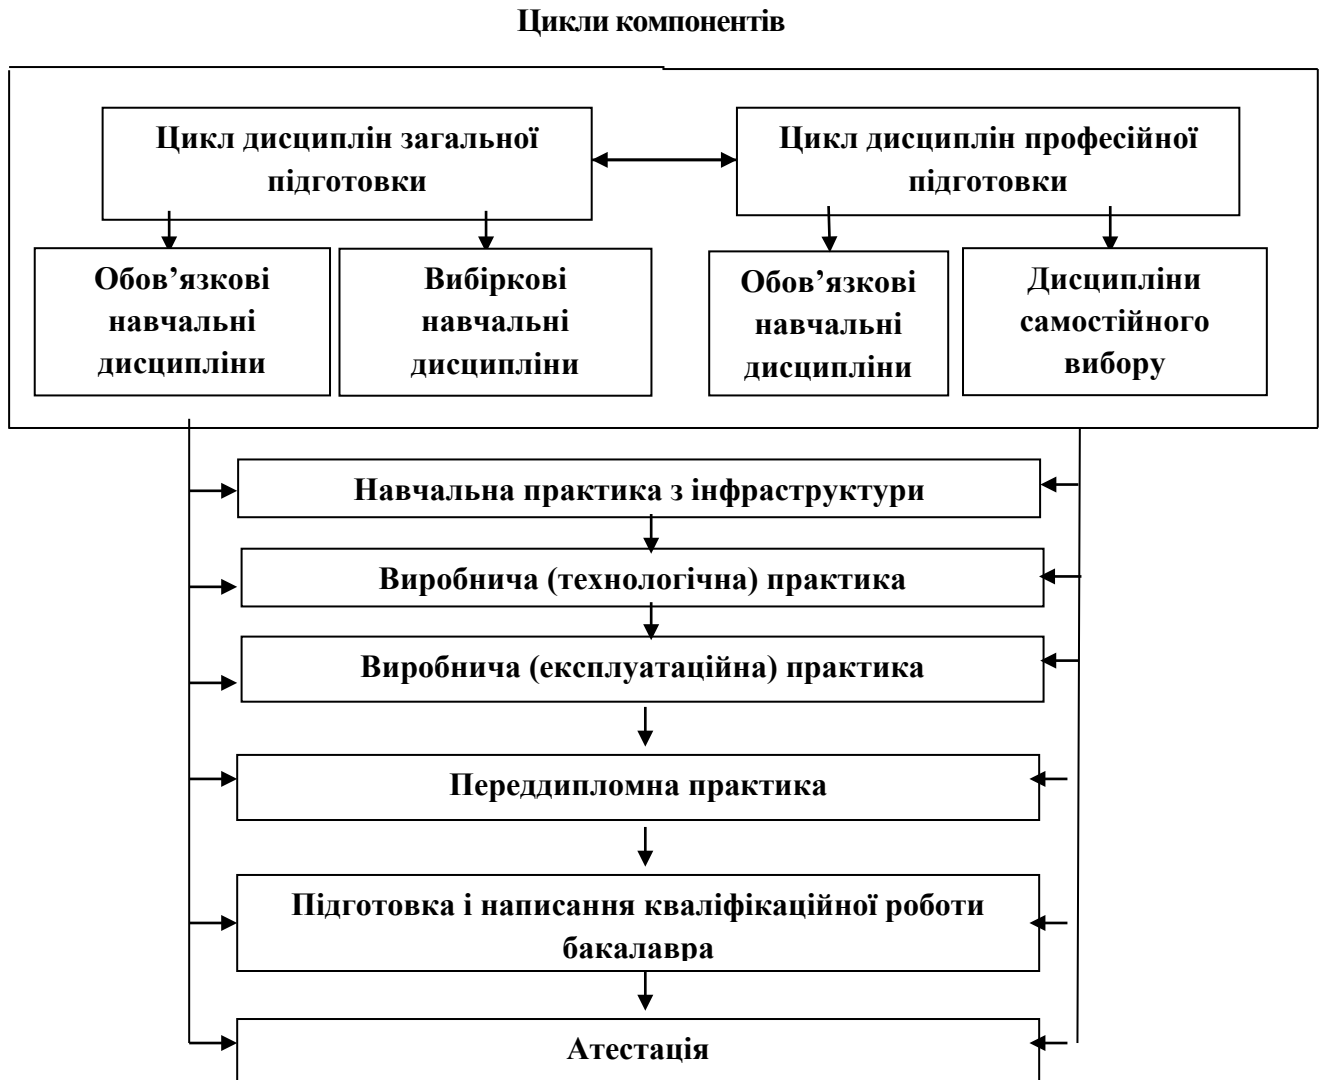 Цикли компонентів
Цикл дисциплін загальної
підготовки
Цикл дисциплін професійної
підготовки
Обов’язкові
навчальні
дисципліни
Вибіркові
навчальні
дисципліни
Обов’язкові
навчальні
дисципліни
Дисципліни
самостійного
вибору
Навчальна практика з інфраструктури
Виробнича (технологічна) практика
Виробнича (експлуатаційна) практика
Переддипломна практика
Підготовка і написання кваліфікаційної роботи
бакалавра
Атестація